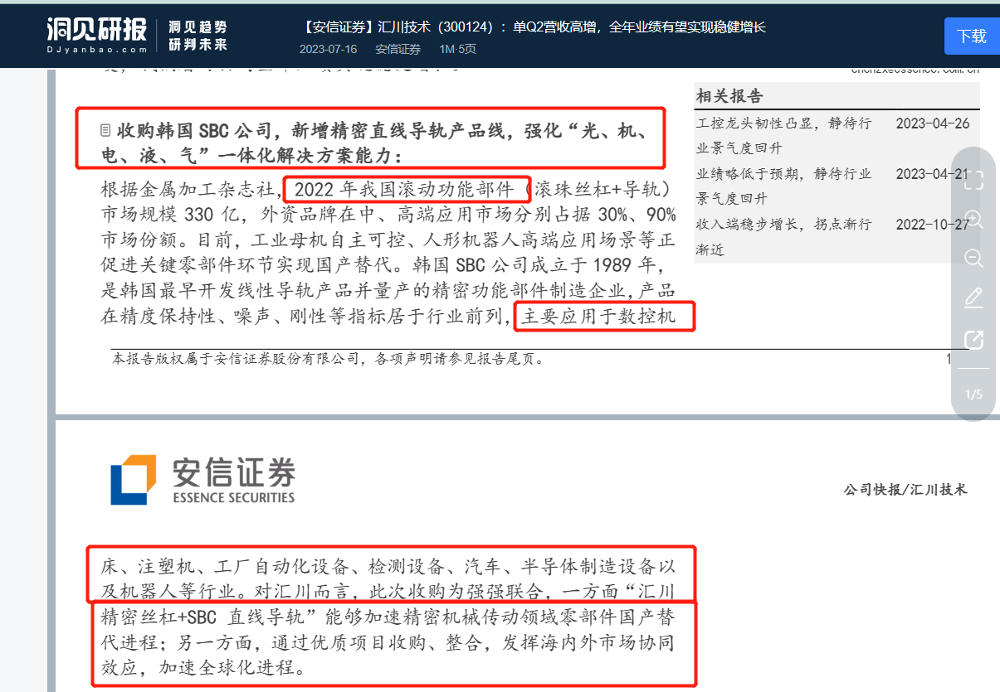 洞见研报
DJyanbao.com
洞见趋势
研判未来
【安信证券】汇川技术（300124）：单Q2营收高增，全年业绩有望实现稳健增长
2023-07-16 安信证券 1M·5页
下载
收购韩国 SBC 公司，新增精密直线导轨产品线，强化“光、机、
电、液、气”一体化解决方案能力：
根据金属加工杂志社，2022 年我国滚动功能部件（滚珠丝杠+导轨）
市场规模 330 亿，外资品牌在中、高端应用市场分别占据 30%、90%
市场份额。目前，工业母机自主可控、人形机器人高端应用场景等正
促进关键零部件环节实现国产替代。韩国 SBC 公司成立于 1989 年，
是韩国最早开发线性导轨产品并量产的精密功能部件制造企业，产品
在精度保持性、噪声、刚性等指标居于行业前列，主要应用于数控机
相关报告
工控龙头韧性凸显，静待行 2023-04-26
业景气度回升
业绩略低于预期，静待行业 2023-04-21
景气度回升
收入端稳步增长，拐点渐行 2022-10-27
渐近
本报告版权属于安信证券股份有限公司，各项声明请参见报告尾页。
1
1/5
安信证券
ESSENCE SECURITIES
公司快报/汇川技术
床、注塑机、工厂自动化设备、检测设备、汽车、半导体制造设备以
及机器人等行业。对汇川而言，此次收购为强强联合，一方面“汇川
精密丝杠+SBC 直线导轨”能够加速精密机械传动领域零部件国产替
代进程；另一方面，通过优质项目收购、整合，发挥海内外市场协同
效应，加速全球化进程。